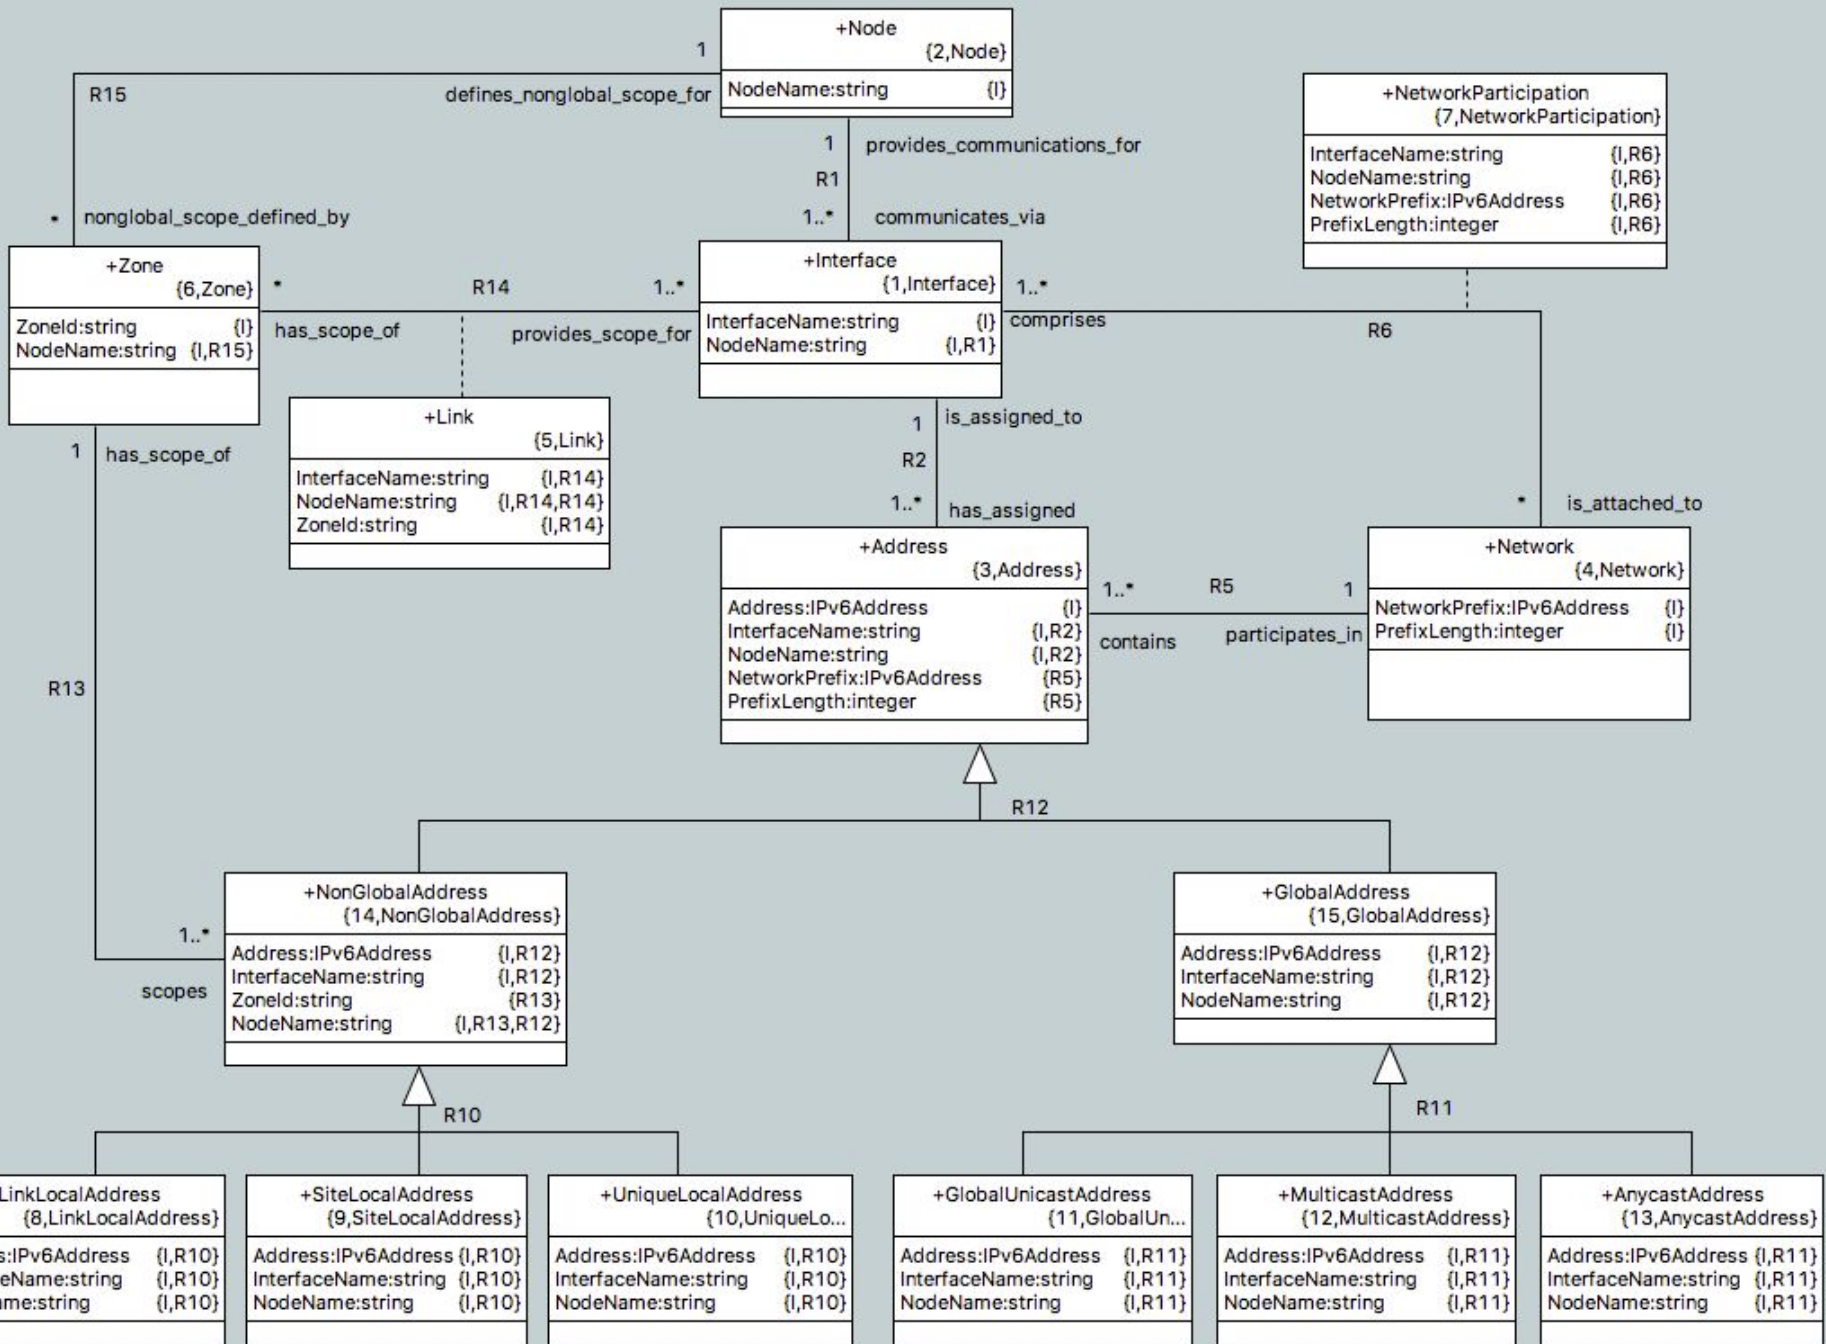 +Node
{2,Node}
NodeName:string {I}
1
R15
defines_nonglobal_scope_for
1
provides_communications_for
R1
1..*
communicates_via
*
nonglobal_scope_defined_by
+NetworkParticipation
{7,NetworkParticipation}
InterfaceName:string {I,R6}
NodeName:string {I,R6}
NetworkPrefix:IPv6Address {I,R6}
PrefixLength:integer {I,R6}
+Zone
{6,Zone}
ZoneId:string {I}
NodeName:string {I,R15}
*
R14
1..*
has_scope_of
provides_scope_for
+Interface
{1,Interface}
InterfaceName:string {I}
NodeName:string {I,R1}
1..*
comprises
R6
*
is_attached_to
+Link
{5,Link}
InterfaceName:string {I,R14}
NodeName:string {I,R14,R14}
ZoneId:string {I,R14}
1
is_assigned_to
R2
1..*
has_assigned
1
has_scope_of
R13
1..*
scopes
+Address
{3,Address}
Address:IPv6Address {I}
InterfaceName:string {I,R2}
NodeName:string {I,R2}
NetworkPrefix:IPv6Address {R5}
PrefixLength:integer {R5}
1..*
R5
1
contains
participates_in
+Network
{4,Network}
NetworkPrefix:IPv6Address {I}
PrefixLength:integer {I}
R12
+NonGlobalAddress
{14,NonGlobalAddress}
Address:IPv6Address {I,R12}
InterfaceName:string {I,R12}
ZoneId:string {R13}
NodeName:string {I,R13,R12}
+GlobalAddress
{15,GlobalAddress}
Address:IPv6Address {I,R12}
InterfaceName:string {I,R12}
NodeName:string {I,R12}
R10
R11
LinkLocalAddress
{8,LinkLocalAddress}
s:IPv6Address {I,R10}
eName:string {I,R10}
ame:string {I,R10}
+SiteLocalAddress
{9,SiteLocalAddress}
Address:IPv6Address {I,R10}
InterfaceName:string {I,R10}
NodeName:string {I,R10}
+UniqueLocalAddress
{10,UniqueLo...
Address:IPv6Address {I,R10}
InterfaceName:string {I,R10}
NodeName:string {I,R10}
+GlobalUnicastAddress
{11,GlobalUn...
Address:IPv6Address {I,R11}
InterfaceName:string {I,R11}
NodeName:string {I,R11}
+MulticastAddress
{12,MulticastAddress}
Address:IPv6Address {I,R11}
InterfaceName:string {I,R11}
NodeName:string {I,R11}
+AnycastAddress
{13,AnycastAddress}
Address:IPv6Address {I,R11}
InterfaceName:string {I,R11}
NodeName:string {I,R11}